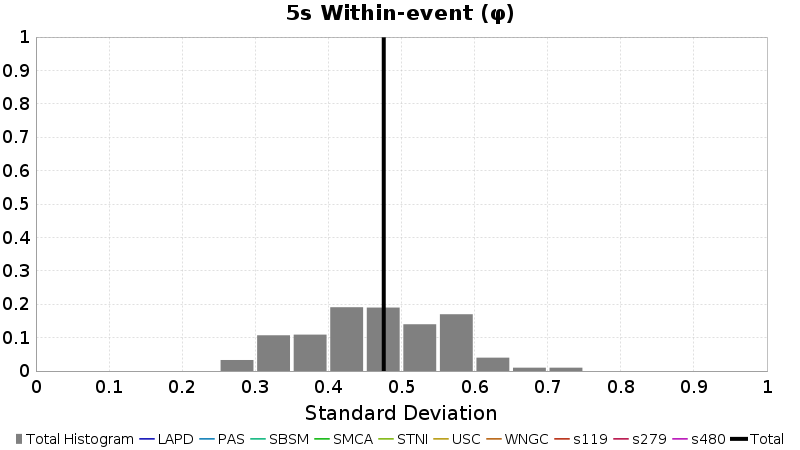 5s Within-event (φ)
1
0.9
0.8
0.7
0.6
0.5
0.4
0.3
0.2
0.1
0
0 0.1 0.2 0.3 0.4 0.5 0.6 0.7 0.8 0.9 1
Standard Deviation
Total Histogram LAPD PAS SBSM SMCA STNI USC WNGC s119 s279 s480 Total